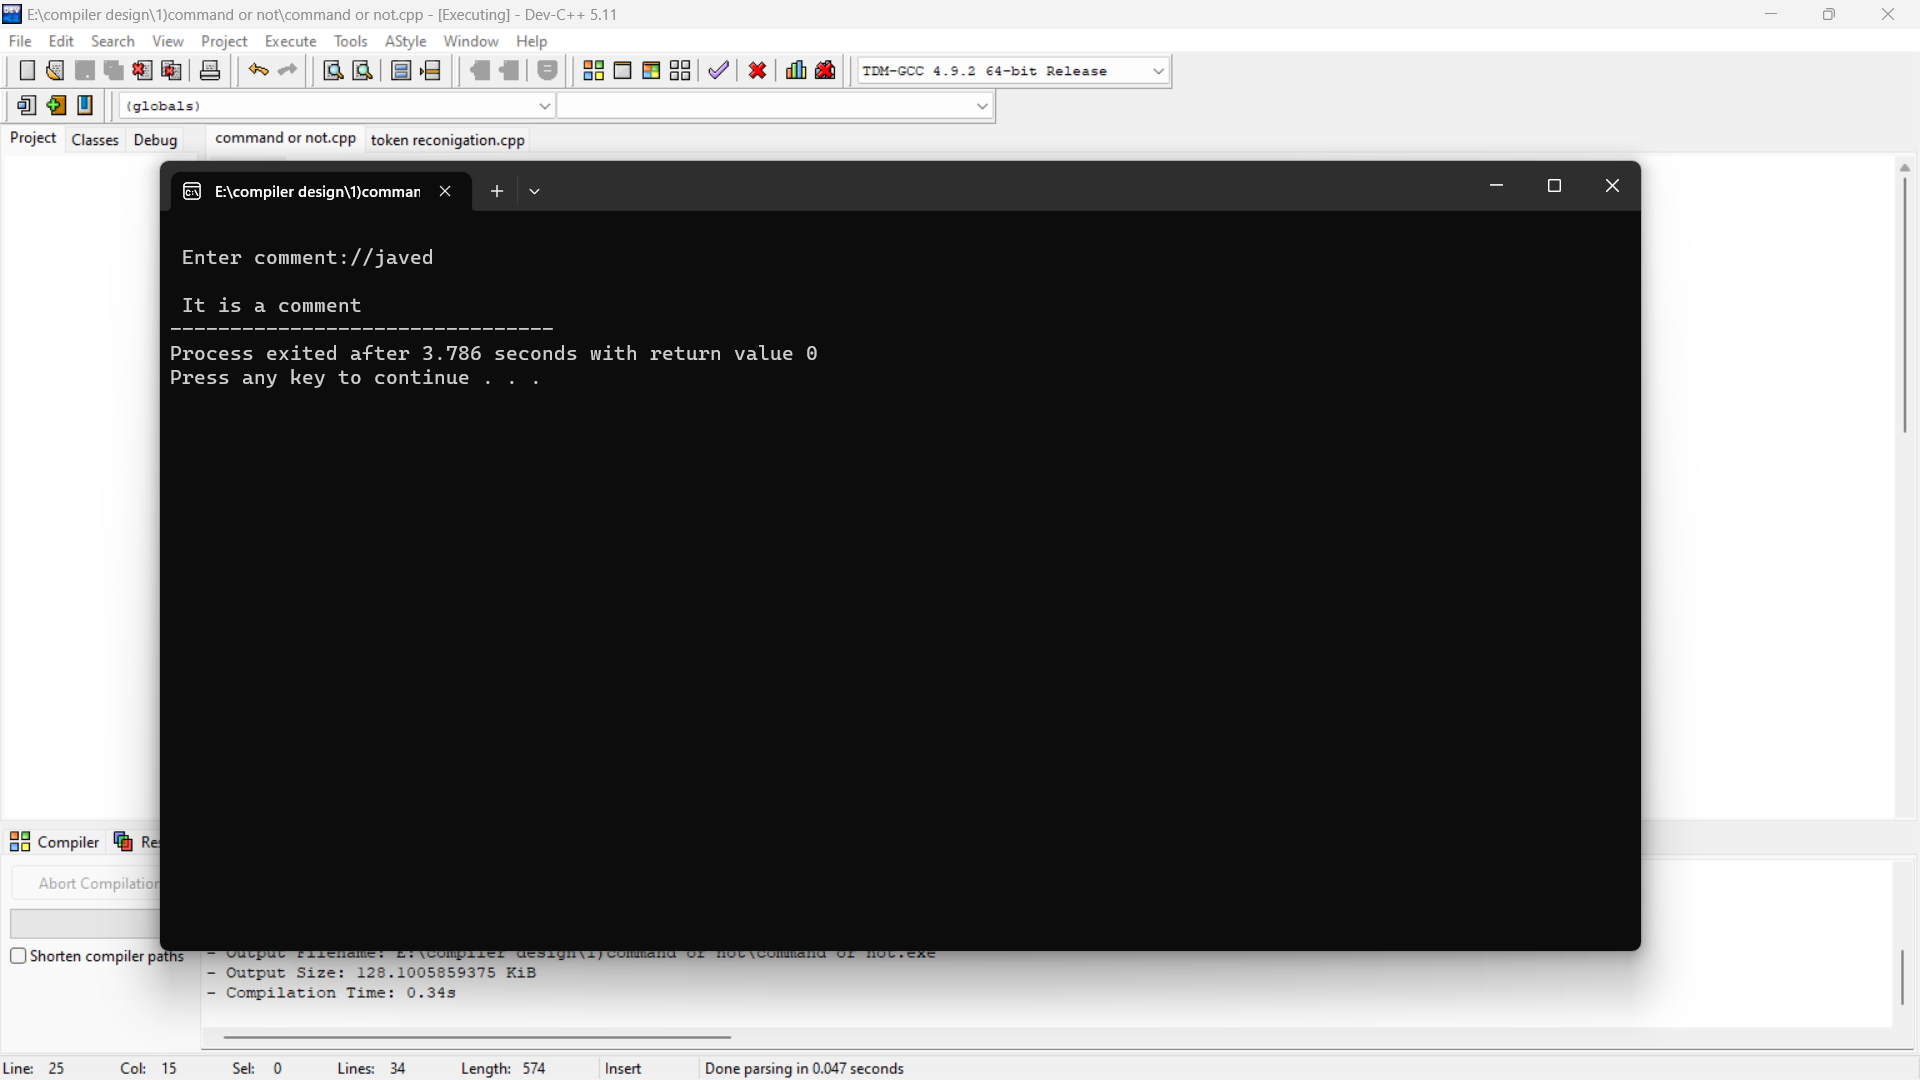 E:\compiler design\1)command or not\command or not.cpp - [Executing] - Dev-C++ 5.11
File Edit Search View Project Execute Tools AStyle Window Help
TDM-GCC 4.9.2 64-bit Release
(globals)
Project Classes Debug command or not.cpp token reconigation.cpp
E:\compiler design\1)comman
Enter comment://javed
It is a comment
--------------------------------
Process exited after 3.786 seconds with return value 0
Press any key to continue . . .
Compiler Res
Abort Compilation
Shorten compiler paths
- Output Filename: E:\compiler design\1)command or not\command or not.exe
- Output Size: 128.1005859375 KiB
- Compilation Time: 0.34s
Line: 25 Col: 15 Sel: 0 Lines: 34 Length: 574 Insert Done parsing in 0.047 seconds